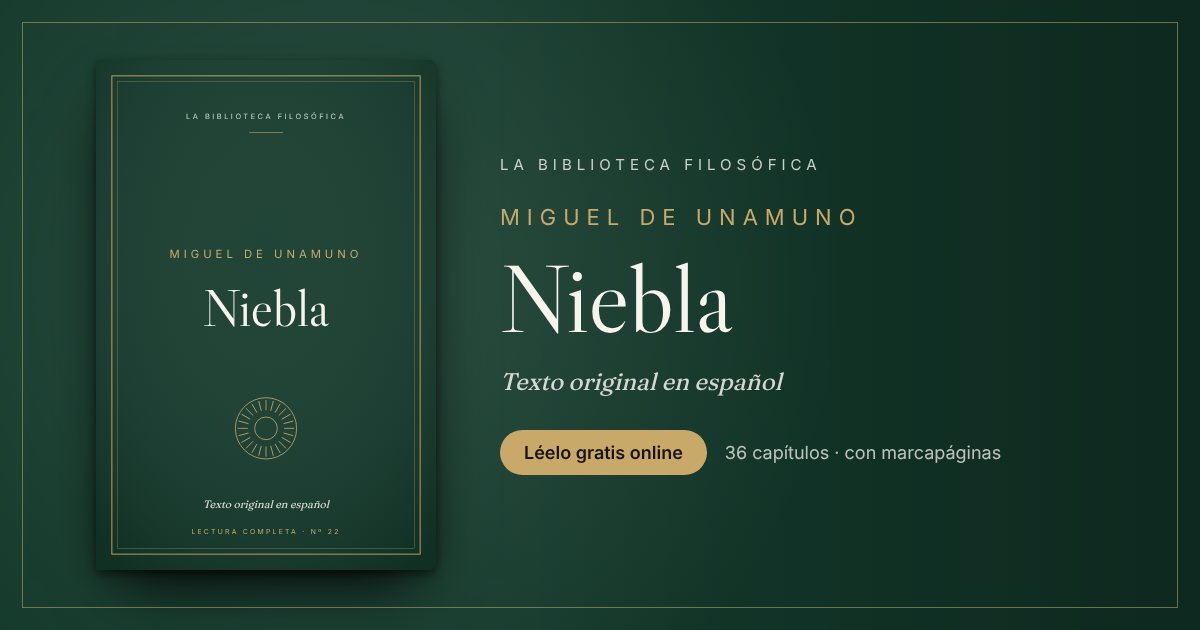 LA BIBLIOTECA FILOSÓFICA
MIGUEL DE UNAMUNO
Niebla
Texto original en español
LECTURA COMPLETA · Nº 22
LA BIBLIOTECA FILOSÓFICA
MIGUEL DE UNAMUNO
Niebla
Texto original en español
Léelo gratis online
36 capítulos · con marcapáginas